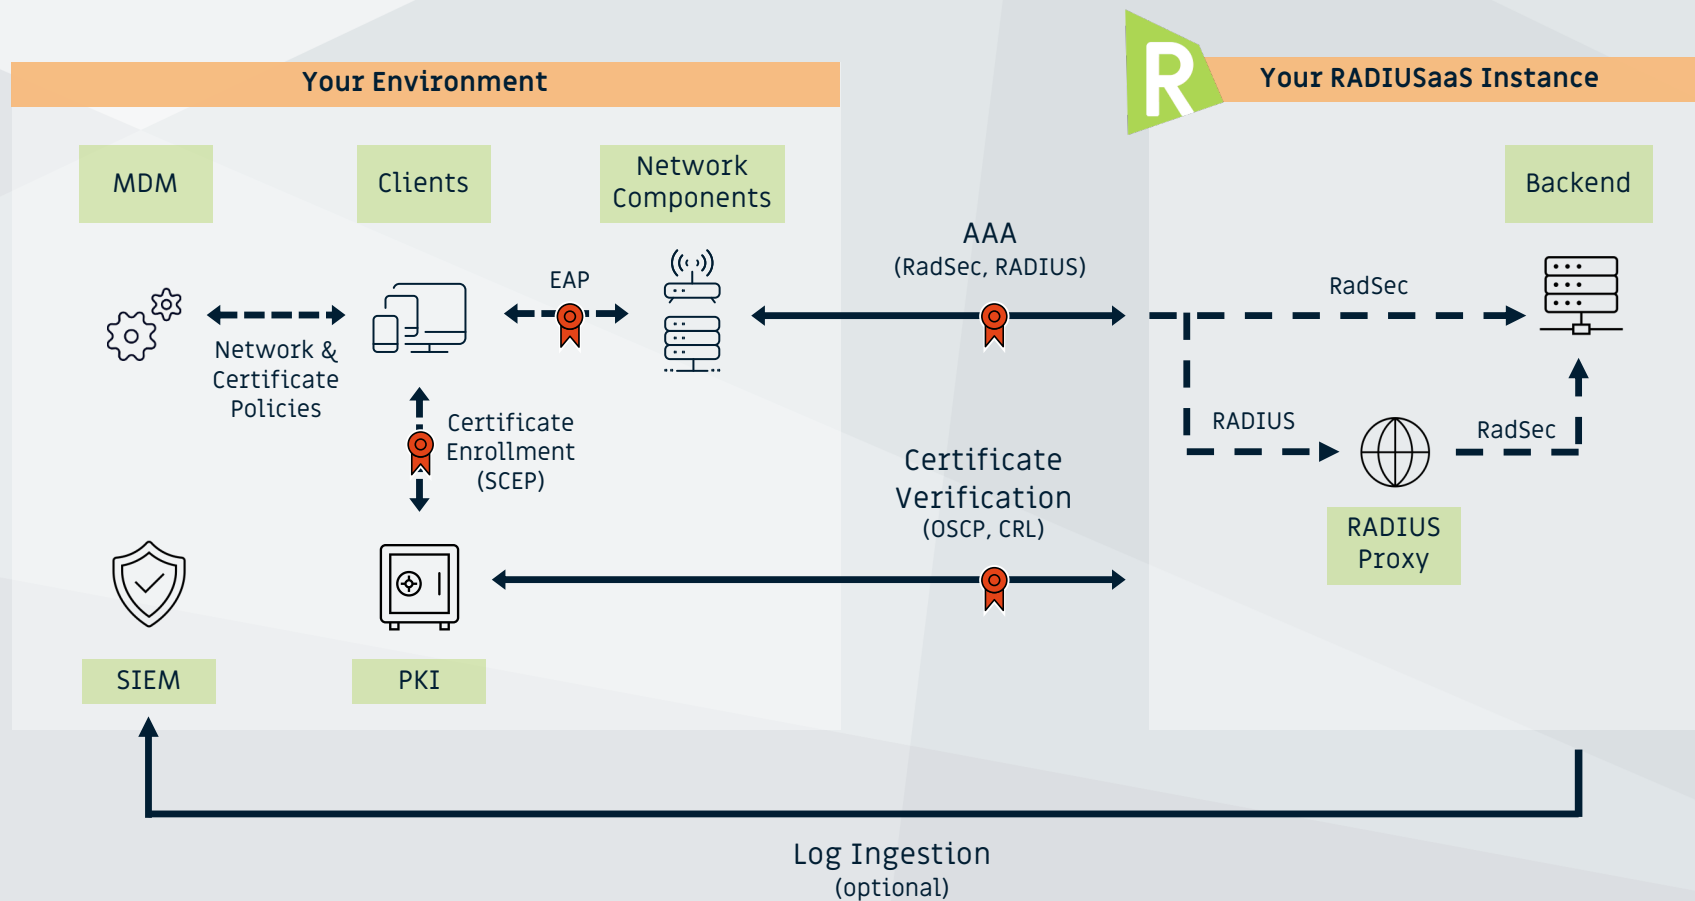 Your Environment
R
Your RADIUSaaS Instance
MDM
Clients
Network
Components
Backend
AAA
(RadSec, RADIUS)
EAP
RadSec
Network &
Certificate
Policies
Certificate
Enrollment
(SCEP)
RADIUS
RadSec
Certificate
Verification
(OSCP, CRL)
RADIUS
Proxy
SIEM
PKI
Log Ingestion
(optional)